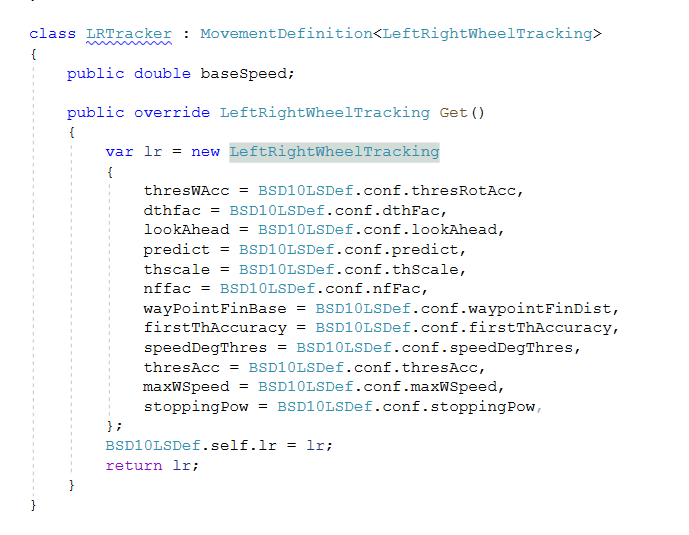 class LRTracker : MovementDefinition<LeftRightWheelTracking>
{
public double baseSpeed;
public override LeftRightWheelTracking Get()
{
var lr = new LeftRightWheelTracking
{
thresWAcc = BSD10LSDef.conf.thresRotAcc,
dthfac = BSD10LSDef.conf.dthFac,
lookAhead = BSD10LSDef.conf.lookAhead,
predict = BSD10LSDef.conf.predict,
thscale = BSD10LSDef.conf.thScale,
nffac = BSD10LSDef.conf.nfFac,
wayPointFinBase = BSD10LSDef.conf.waypointFinDist,
firstThAccuracy = BSD10LSDef.conf.firstThAccuracy,
speedDegThres = BSD10LSDef.conf.speedDegThres,
thresAcc = BSD10LSDef.conf.thresAcc,
maxWSpeed = BSD10LSDef.conf.maxWSpeed,
stoppingPow = BSD10LSDef.conf.stoppingPow,
};
BSD10LSDef.self.lr = lr;
return lr;
}
}